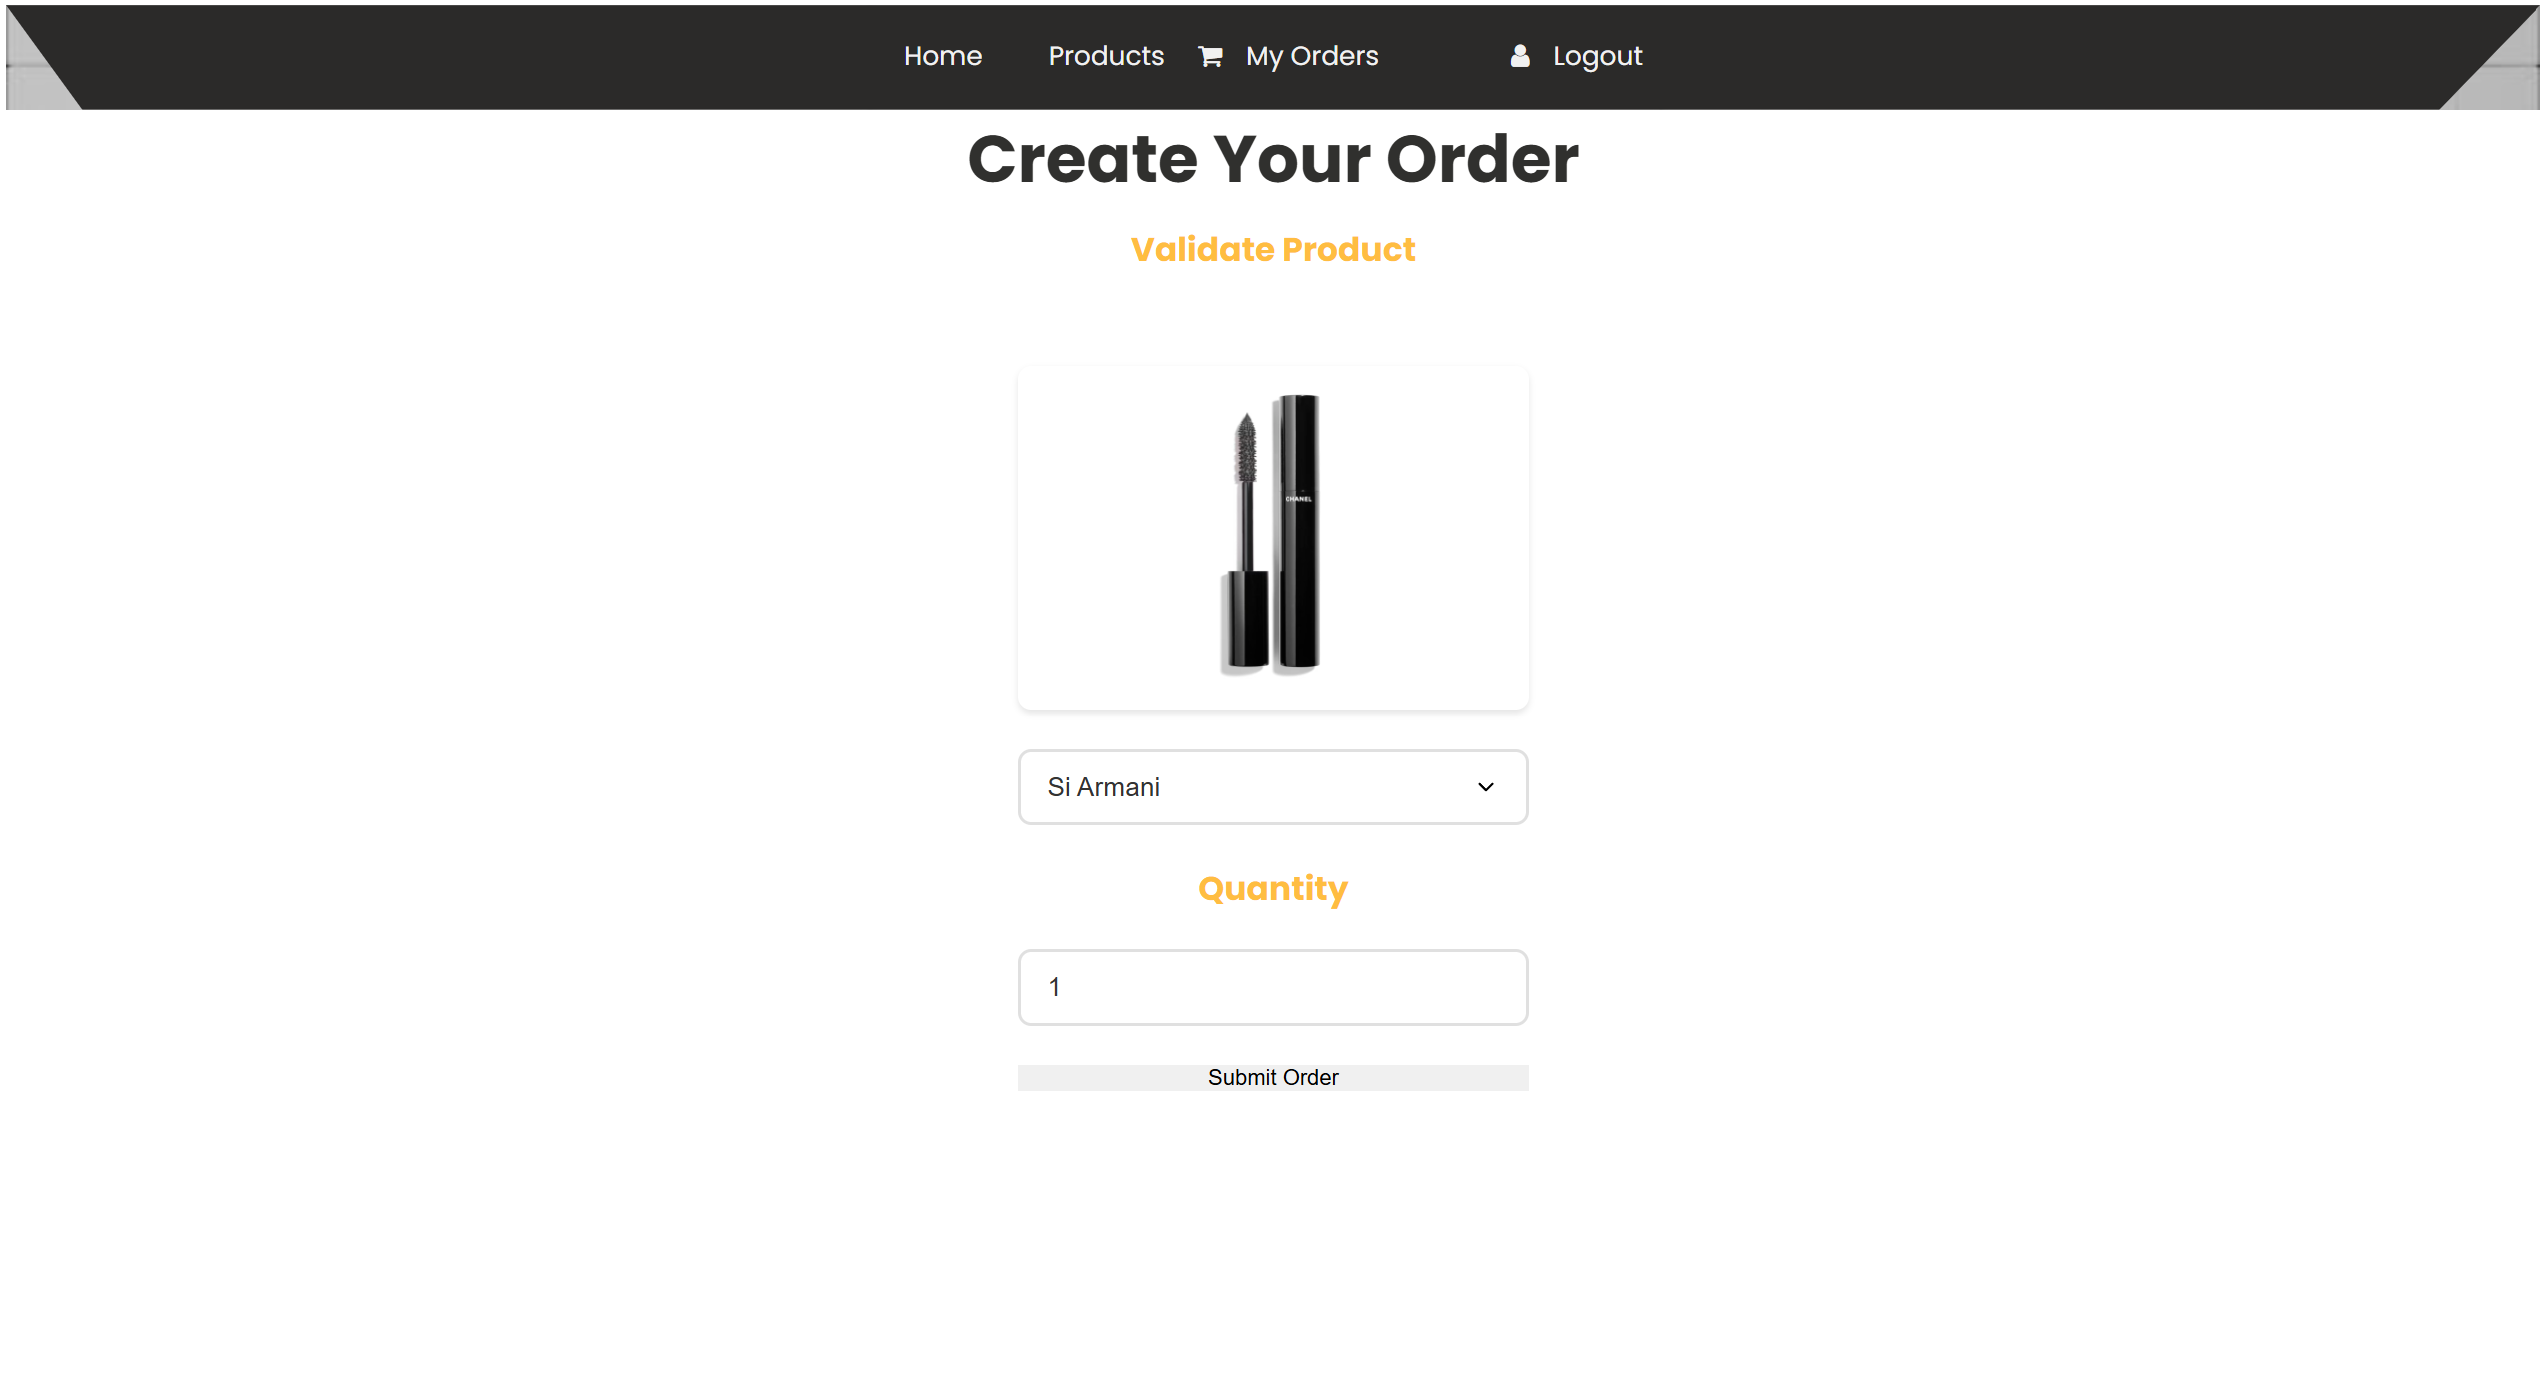 Home Products My Orders Logout
Create Your Order
Validate Product
CHANEL
Si Armani
Quantity
1
Submit Order